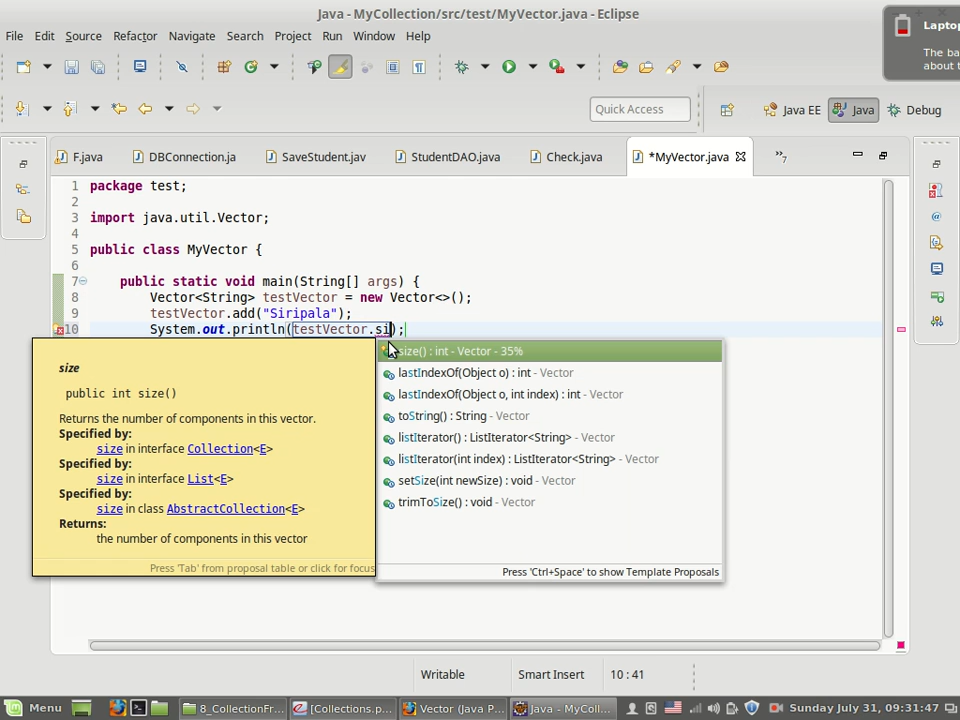 Java - MyCollection/src/test/MyVector.java - Eclipse
Laptop
The ba
about t
File Edit Source Refactor Navigate Search Project Run Window Help
Quick Access
Java EE Java Debug
F.java DBConnection.ja SaveStudent.jav StudentDAO.java Check.java *MyVector.java »7
1 package test;
2
3 import java.util.Vector;
4
5 public class MyVector {
6
7 public static void main(String[] args) {
8 Vector<String> testVector = new Vector<>();
9 testVector.add("Siripala");
10 System.out.println(testVector.si);
size
public int size()
Returns the number of components in this vector.
Specified by:
size in interface Collection<E>
Specified by:
size in interface List<E>
Specified by:
size in class AbstractCollection<E>
Returns:
the number of components in this vector
Press 'Tab' from proposal table or click for focus
size() : int - Vector - 35%
lastIndexOf(Object o) : int - Vector
lastIndexOf(Object o, int index) : int - Vector
toString() : String - Vector
listIterator() : ListIterator<String> - Vector
listIterator(int index) : ListIterator<String> - Vector
setSize(int newSize) : void - Vector
trimToSize() : void - Vector
Press 'Ctrl+Space' to show Template Proposals
Writable Smart Insert 10 : 41
Menu 8_CollectionFr... [Collections.p... Vector (Java P... Java - MyColl... Sunday July 31, 09:31:47